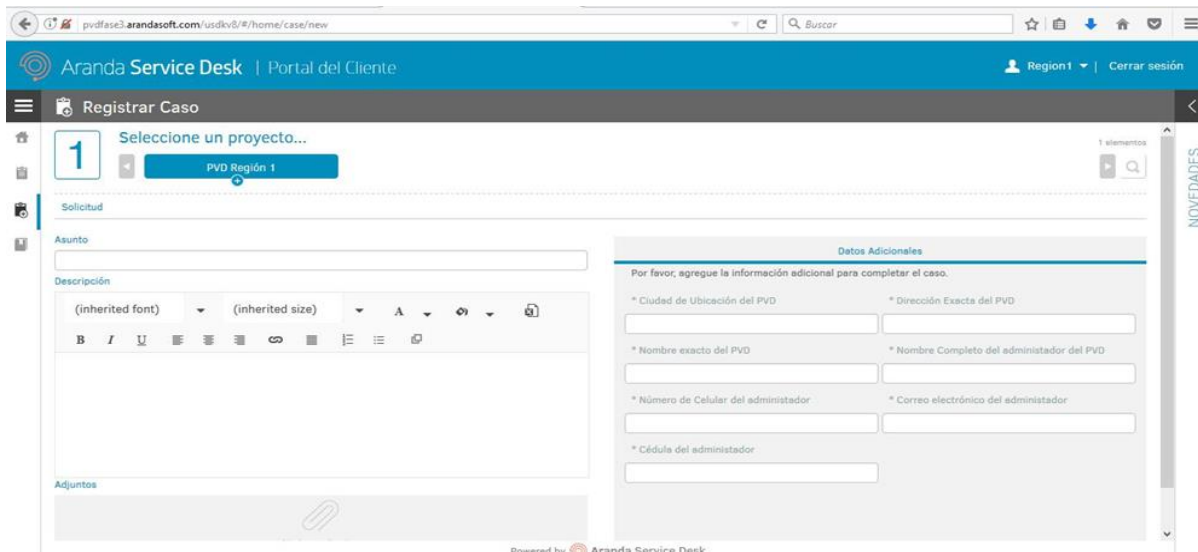 pvdfase3.arandasoft.com/usdkv8/#/home/case/new
Buscar
Aranda Service Desk | Portal del Cliente
Region1 | Cerrar sesión
Registrar Caso
1
Seleccione un proyecto...
1 elementos
PVD Región 1
NOVEDADES
Solicitud
Asunto
Descripción
(inherited font) (inherited size) A
B I U
Adjuntos
Datos Adicionales
Por favor, agregue la información adicional para completar el caso.
* Ciudad de Ubicación del PVD * Dirección Exacta del PVD
* Nombre exacto del PVD * Nombre Completo del administrador del PVD
* Número de Celular del administador * Correo electrónico del administador
* Cédula del administador
Powered by Aranda Service Desk